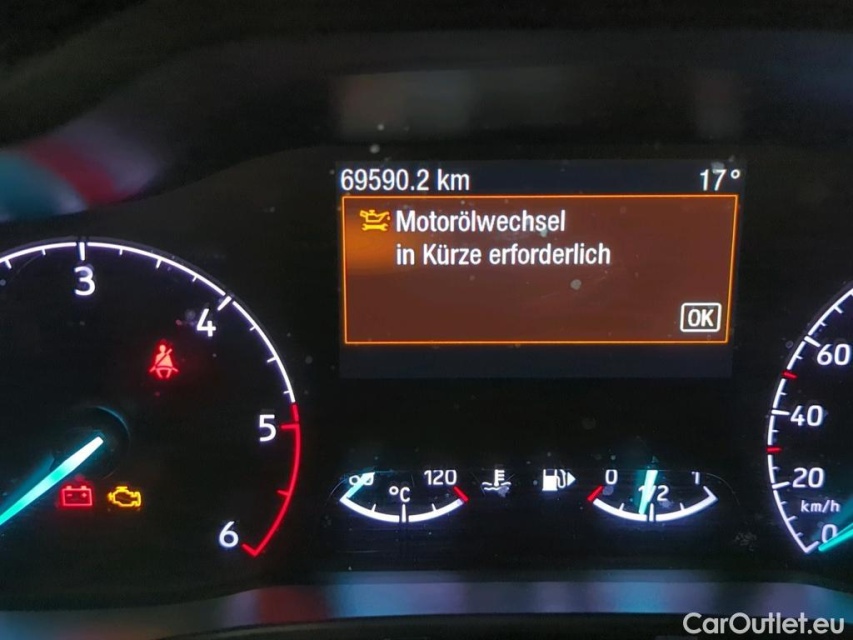 69590.2 km 17°
Motorölwechsel
in Kürze erforderlich
OK
3
4
5
6
°C
120
0
1/2
1
60
40
20
km/h
0
CarOutlet.eu